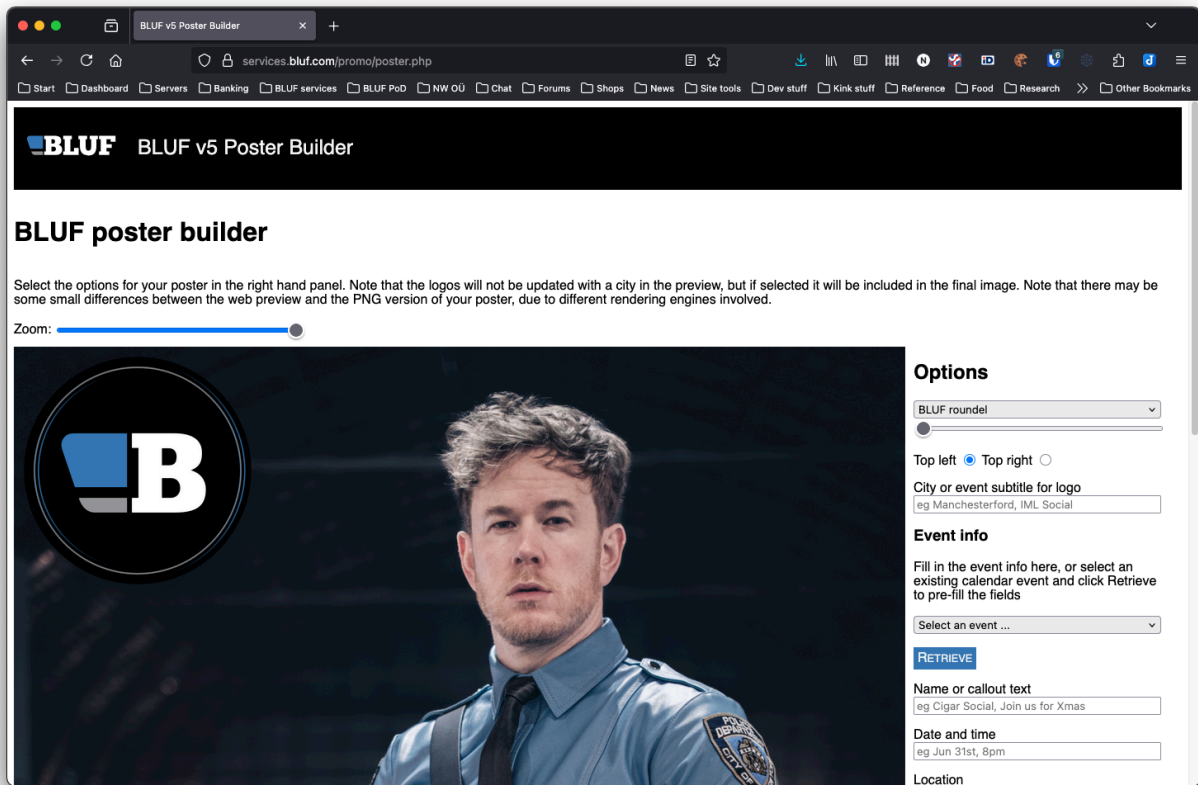 BLUF v5 Poster Builder
services.bluf.com/promo/poster.php
N
iD
6
d
Start
Dashboard
Servers
Banking
BLUF services
BLUF PoD
NW OÜ
Chat
Forums
Shops
News
Site tools
Dev stuff
Kink stuff
Reference
Food
Research
Other Bookmarks
BLUF
BLUF v5 Poster Builder
BLUF poster builder
Select the options for your poster in the right hand panel. Note that the logos will not be updated with a city in the preview, but if selected it will be included in the final image. Note that there may be
some small differences between the web preview and the PNG version of your poster, due to different rendering engines involved.
Zoom:
B
POLICE
DEPARTMENT
CITY OF
Options
BLUF roundel
Top left
Top right
City or event subtitle for logo
eg Manchesterford, IML Social
Event info
Fill in the event info here, or select an
existing calendar event and click Retrieve
to pre-fill the fields
Select an event ...
RETRIEVE
Name or callout text
eg Cigar Social, Join us for Xmas
Date and time
eg Jun 31st, 8pm
Location